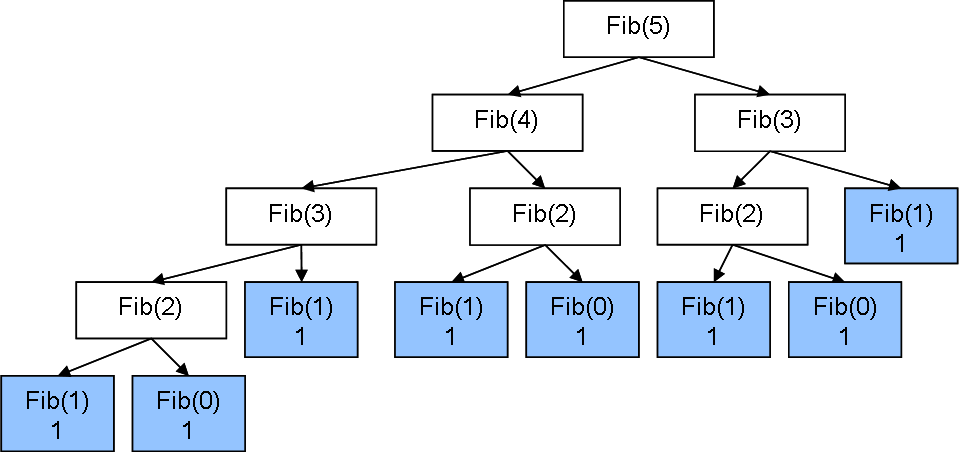 Fib(5)
Fib(4)
Fib(3)
Fib(3)
Fib(2)
Fib(2)
Fib(1)
1
Fib(2)
Fib(1)
1
Fib(1)
1
Fib(0)
1
Fib(1)
1
Fib(0)
1
Fib(1)
1
Fib(0)
1